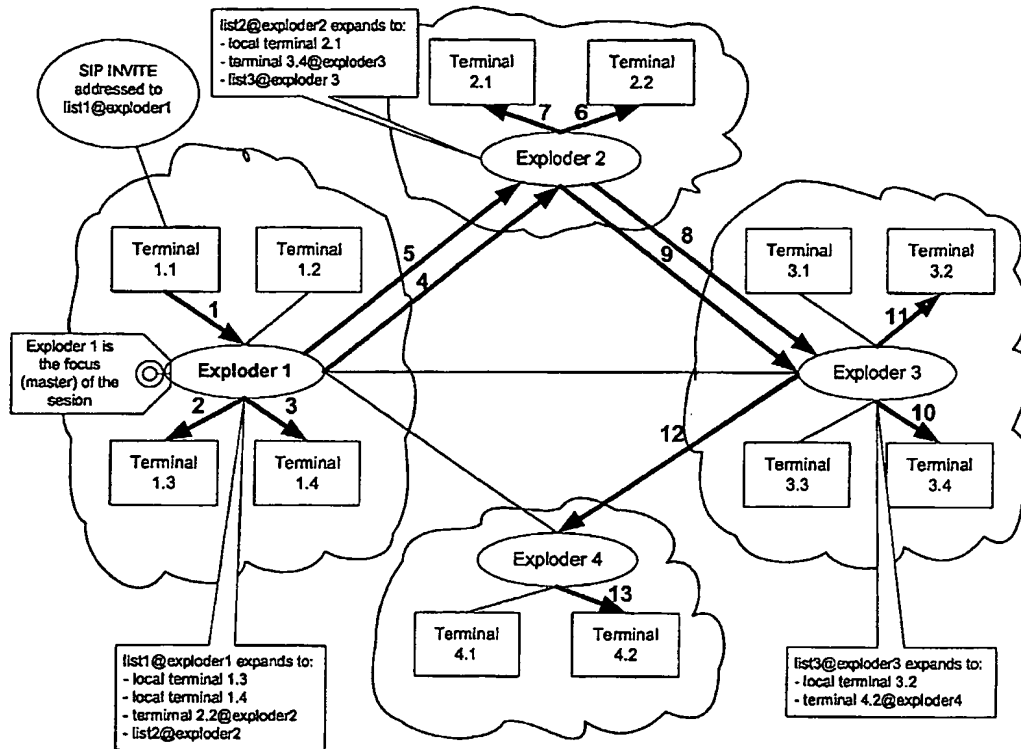 list2@exploder2 expands to:
- local terminal 2.1
- terminal 3.4@exploder3
- list3@exploder 3
SIP INVITE
addressed to
list1@exploder1
Terminal
2.1
Terminal
2.2
7
6
Exploder 2
Terminal
1.1
Terminal
1.2
5
4
8
9
Terminal
3.1
Terminal
3.2
1
11
Exploder 1 is
the focus
(master) of the
sesion
Exploder 1
Exploder 3
2
3
12
10
Terminal
1.3
Terminal
1.4
Terminal
3.3
Terminal
3.4
Exploder 4
13
Terminal
4.1
Terminal
4.2
list1@exploder1 expands to:
- local terminal 1.3
- local terminal 1.4
- termimal 2.2@exploder2
- list2@exploder2
list3@exploder3 expands to:
- local terminal 3.2
- terminal 4.2@exploder4